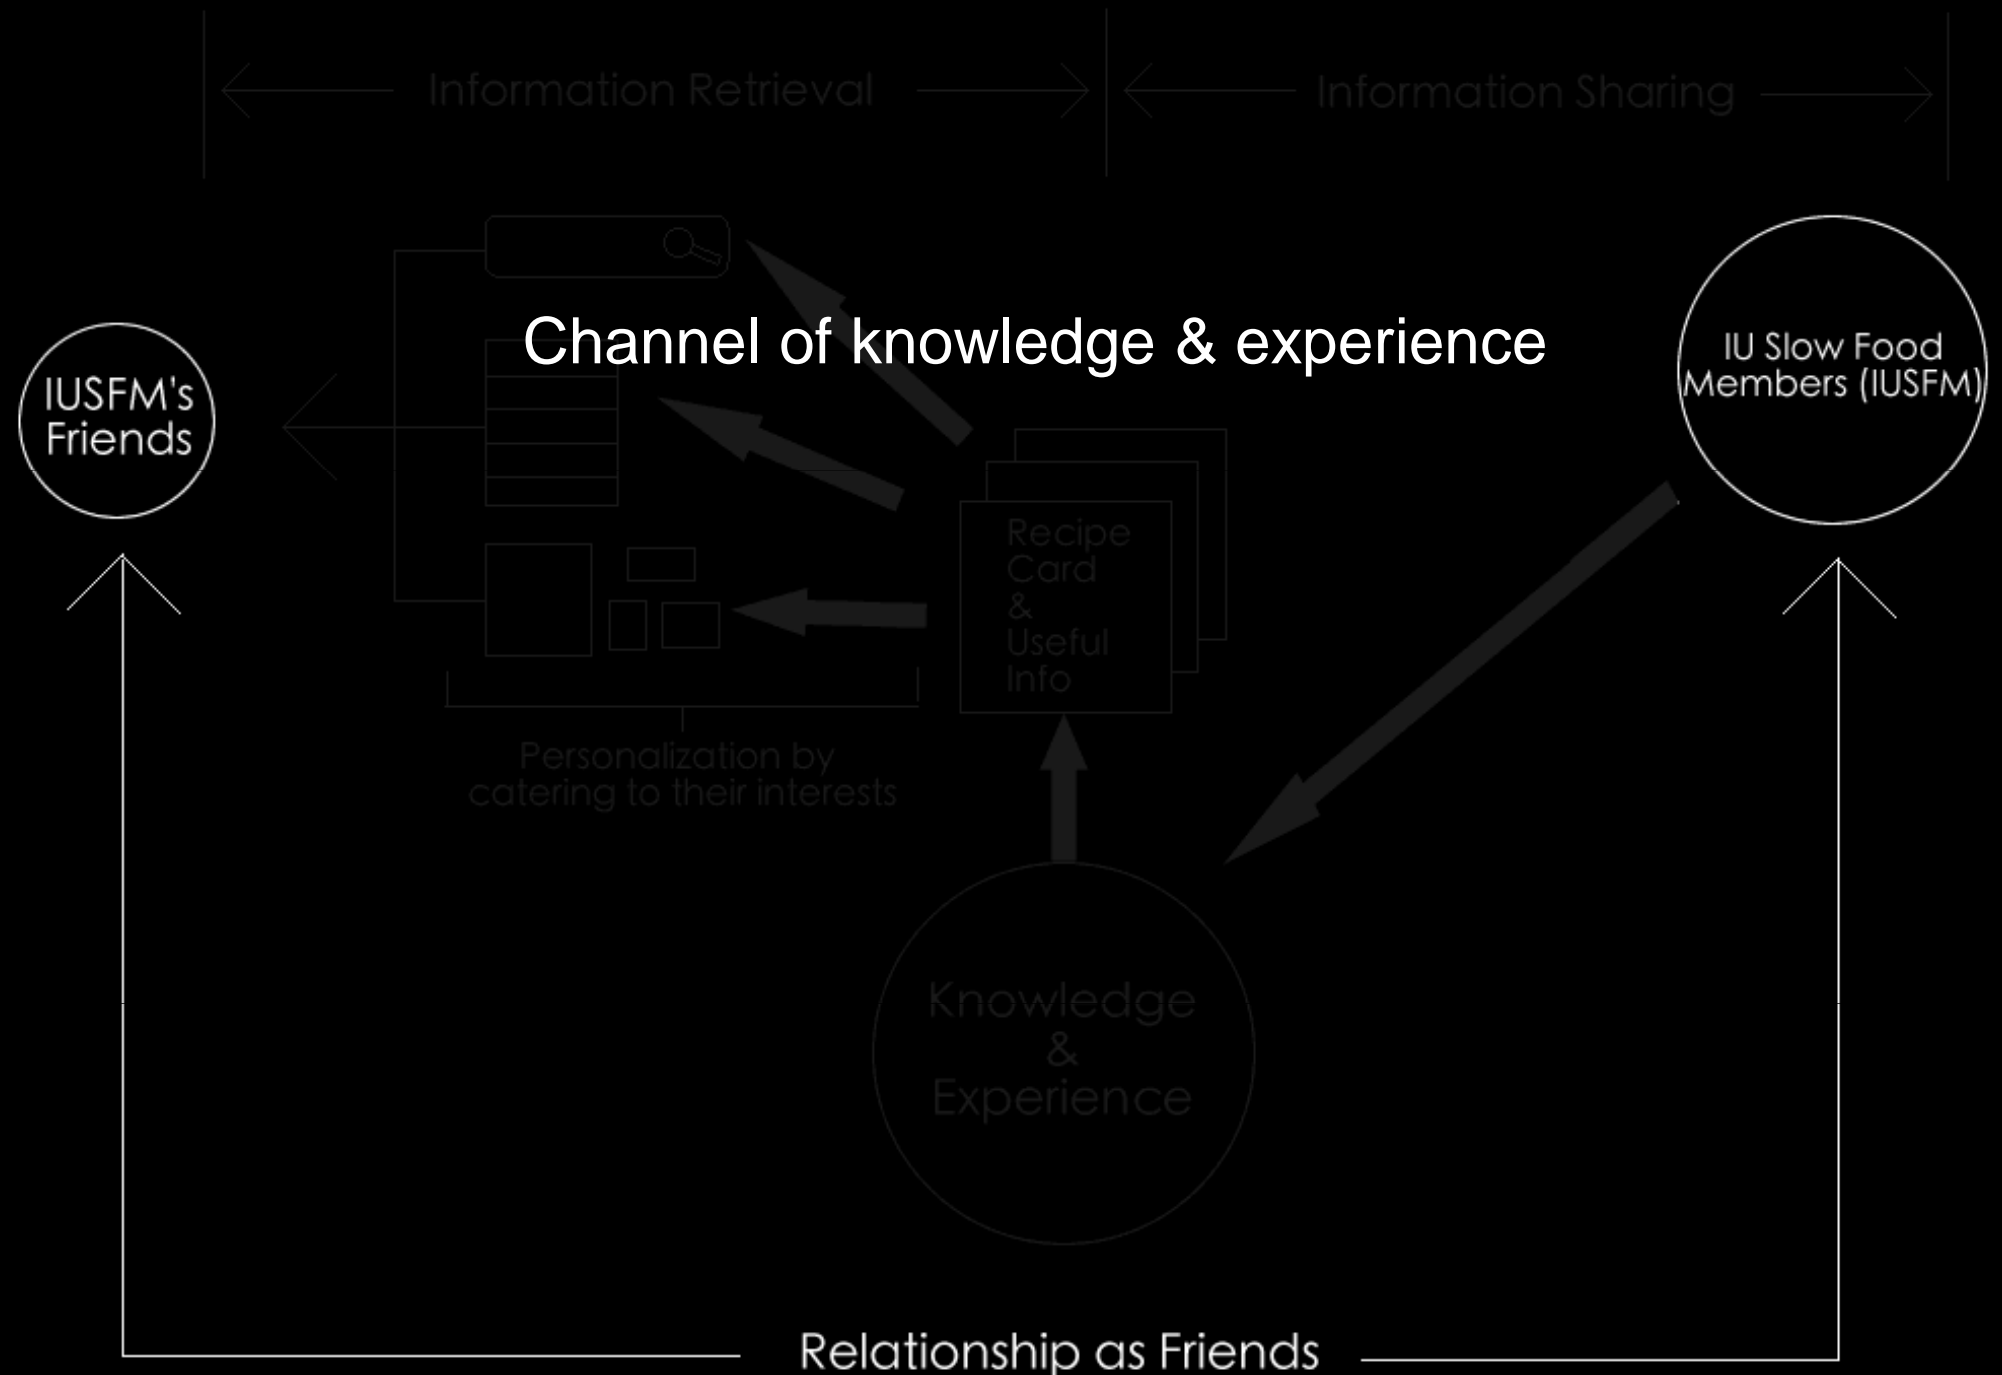 Information Retrieval
Information Sharing
Channel of knowledge & experience
IUSFM's
Friends
IU Slow Food
Members (IUSFM)
Recipe
Card
&
Useful
Info
Personalization by
catering to their interests
Knowledge
&
Experience
Relationship as Friends